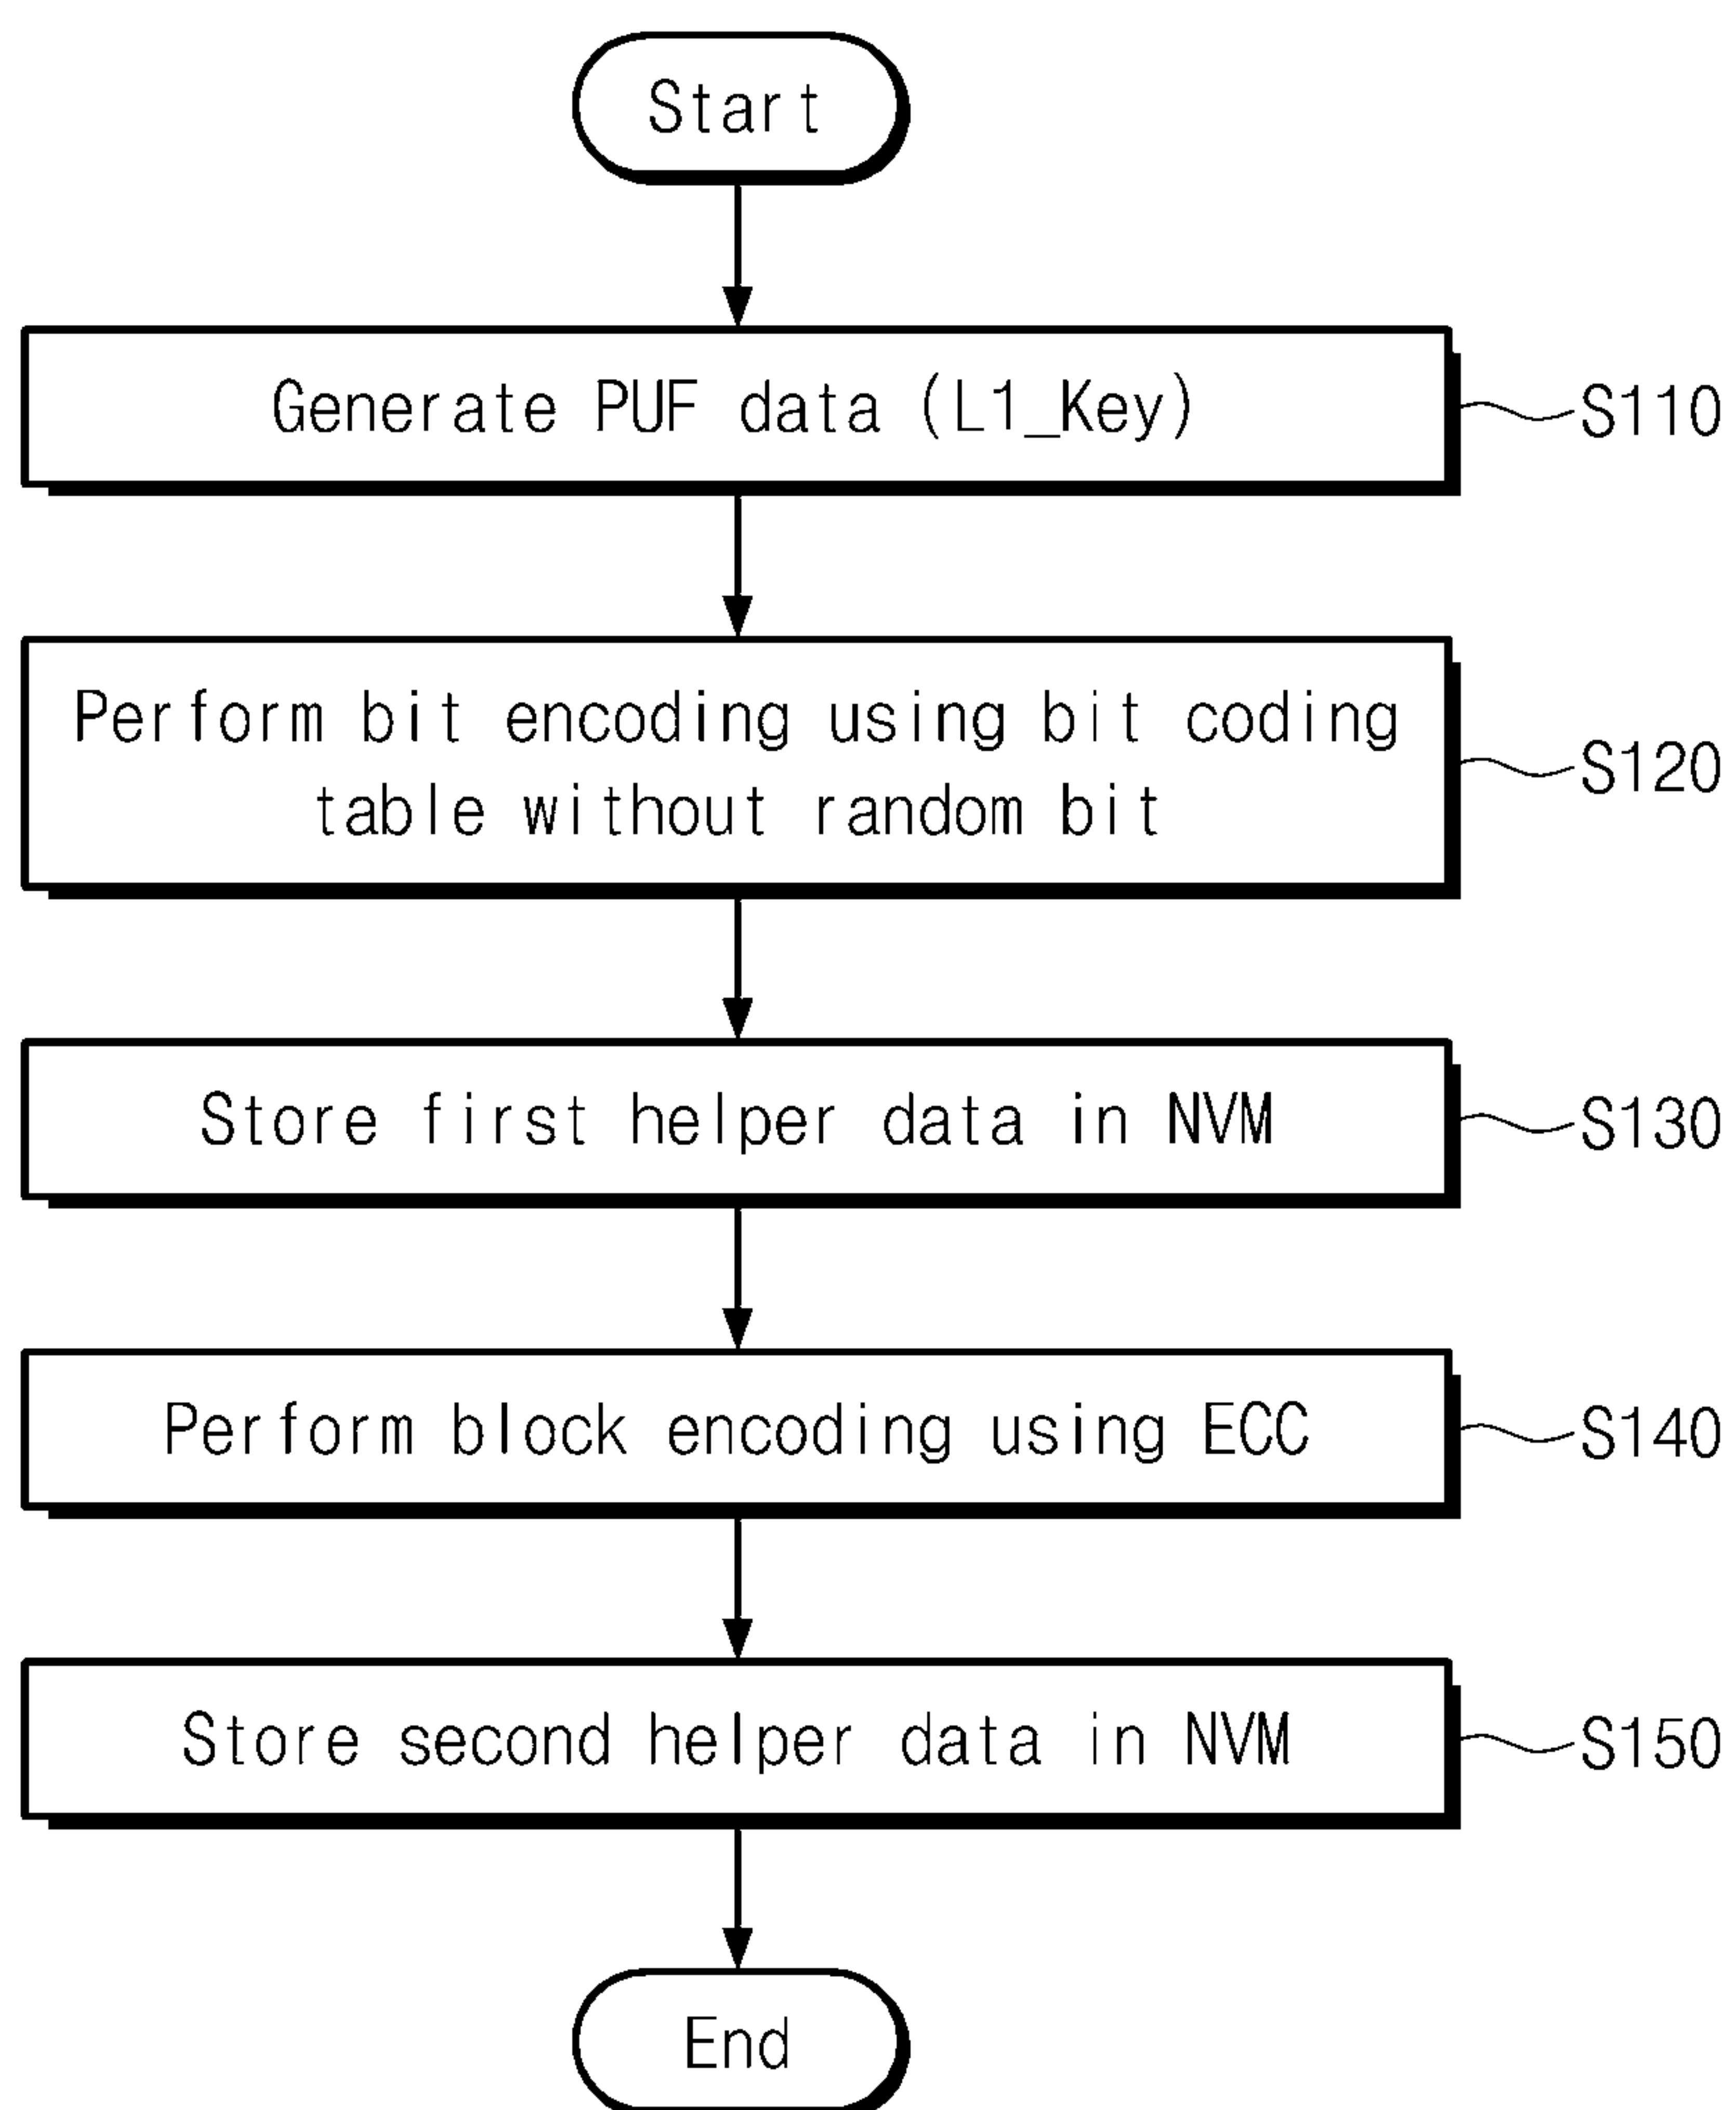 Start
Generate PUF data (L1_Key)
S110
Perform bit encoding using bit coding
table without random bit
S120
Store first helper data in NVM
S130
Perform block encoding using ECC
S140
Store second helper data in NVM
S150
End